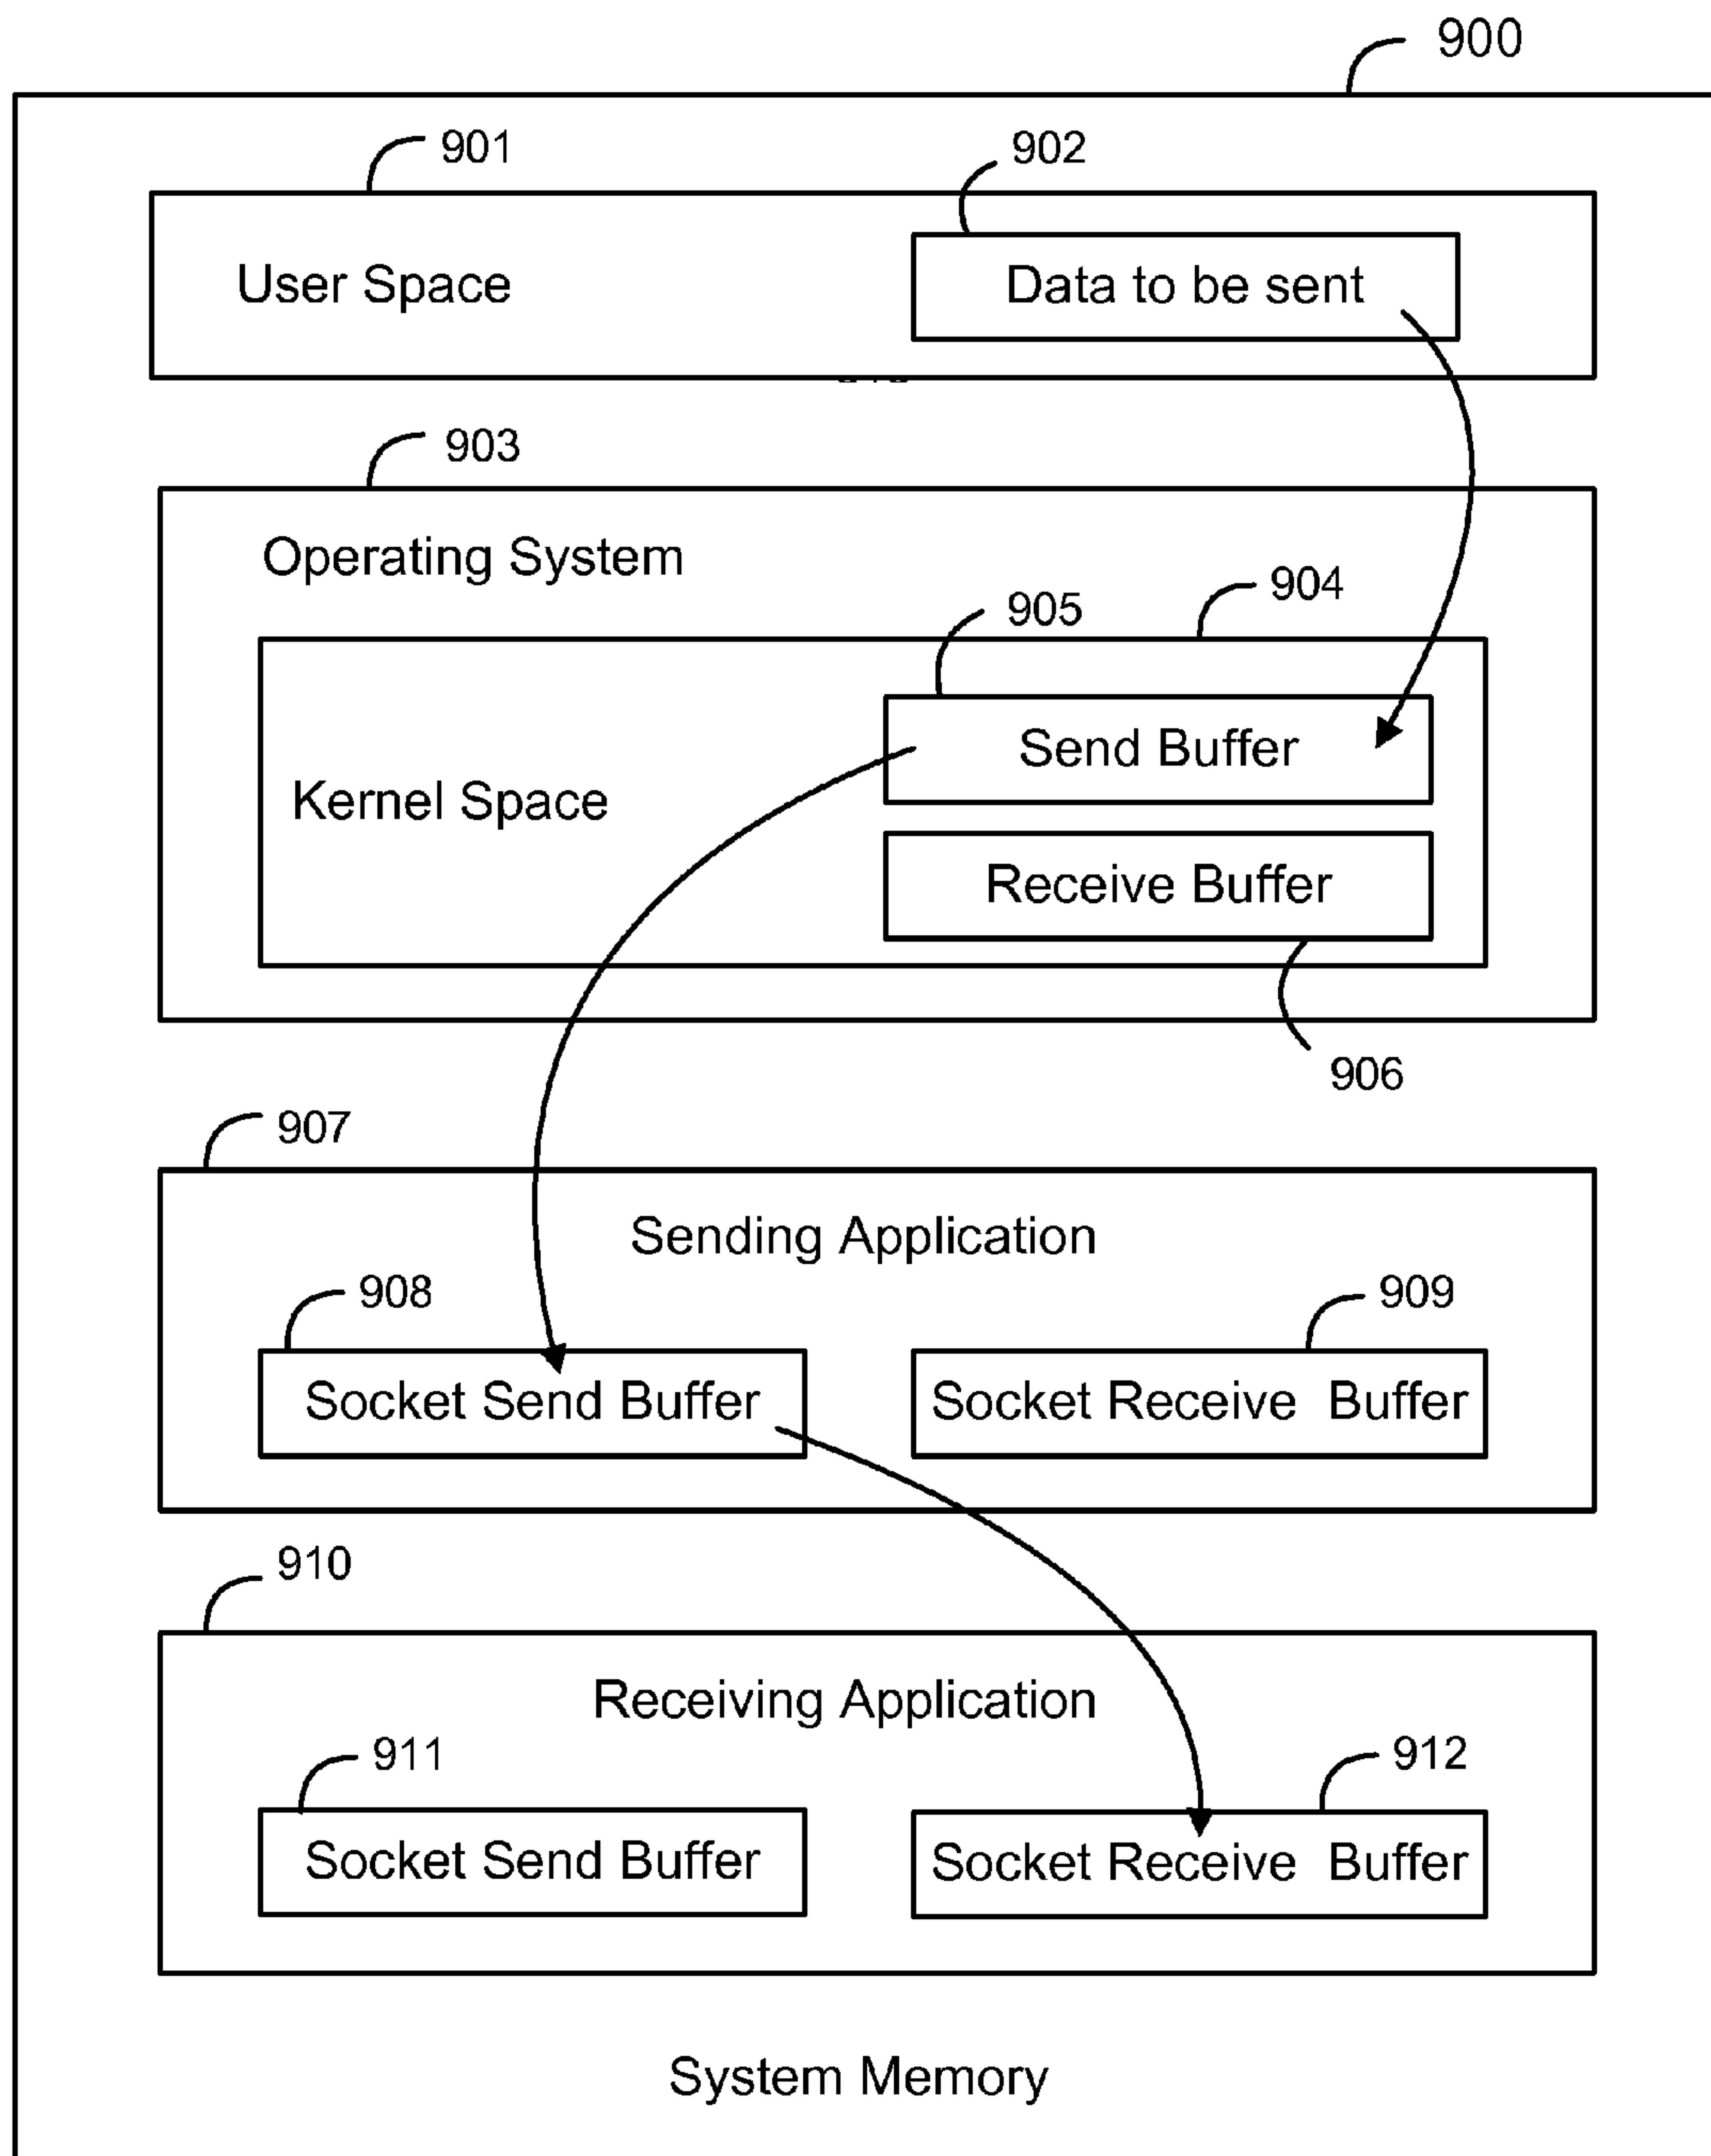 900
901
902
User Space
Data to be sent
903
Operating System
904
905
Send Buffer
Kernel Space
Receive Buffer
906
907
Sending Application
908
909
Socket Send Buffer
Socket Receive Buffer
910
Receiving Application
911
912
Socket Send Buffer
Socket Receive Buffer
System Memory